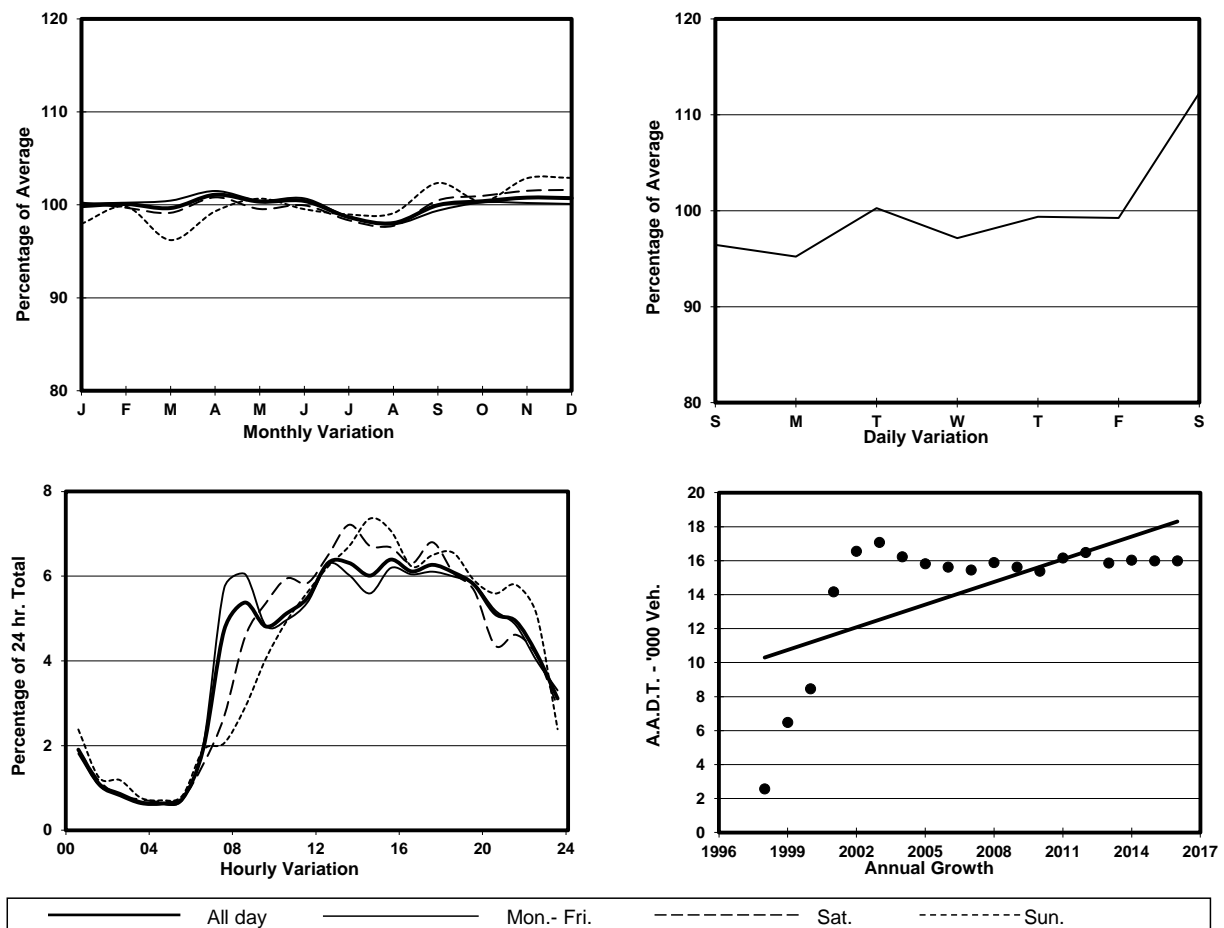 120
110
100
90
80
Percentage of Average
J F M A M J J A S O N D
Monthly Variation
120
110
100
90
80
Percentage of Average
S M T W T F S
Daily Variation
8
6
4
2
0
Percentage of 24 hr. Total
00 04 08 12 16 20 24
Hourly Variation
20
18
16
14
12
10
8
6
4
2
0
A.A.D.T. - '000 Veh.
1996 1999 2002 2005 2008 2011 2014 2017
Annual Growth
All day Mon.- Fri. Sat. Sun.